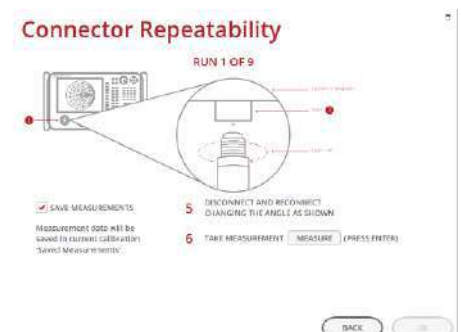 Connector Repeatability
RUN 1 OF 9
SAVE MEASUREMENTS
Measurement data will be
saved in current calibration
'Saved Measurements'.
5 DISCONNECT AND RECONNECT
CHANGING THE ANGLE AS SHOWN
6 TAKE MEASUREMENT MEASURE (PRESS ENTER)
BACK